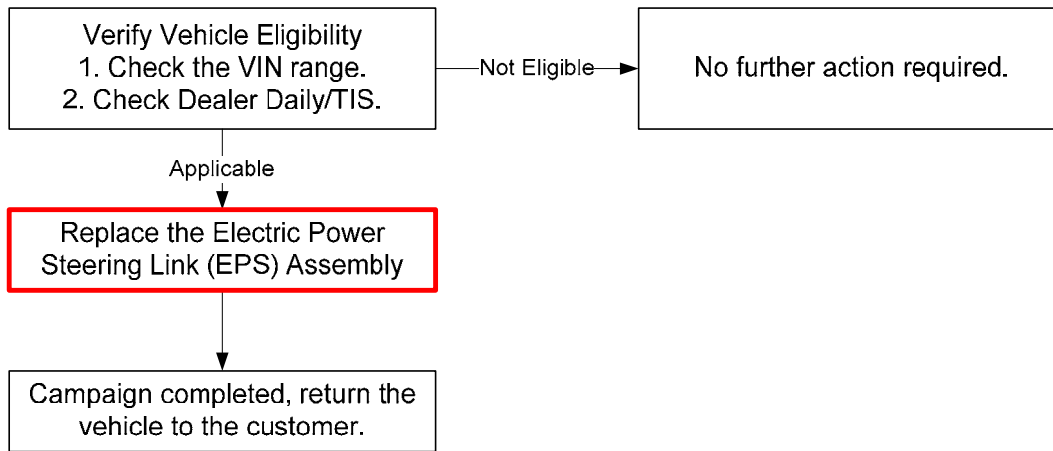 Verify Vehicle Eligibility
1. Check the VIN range.
2. Check Dealer Daily/TIS.
Not Eligible
No further action required.
Applicable
Replace the Electric Power
Steering Link (EPS) Assembly
Campaign completed, return the
vehicle to the customer.